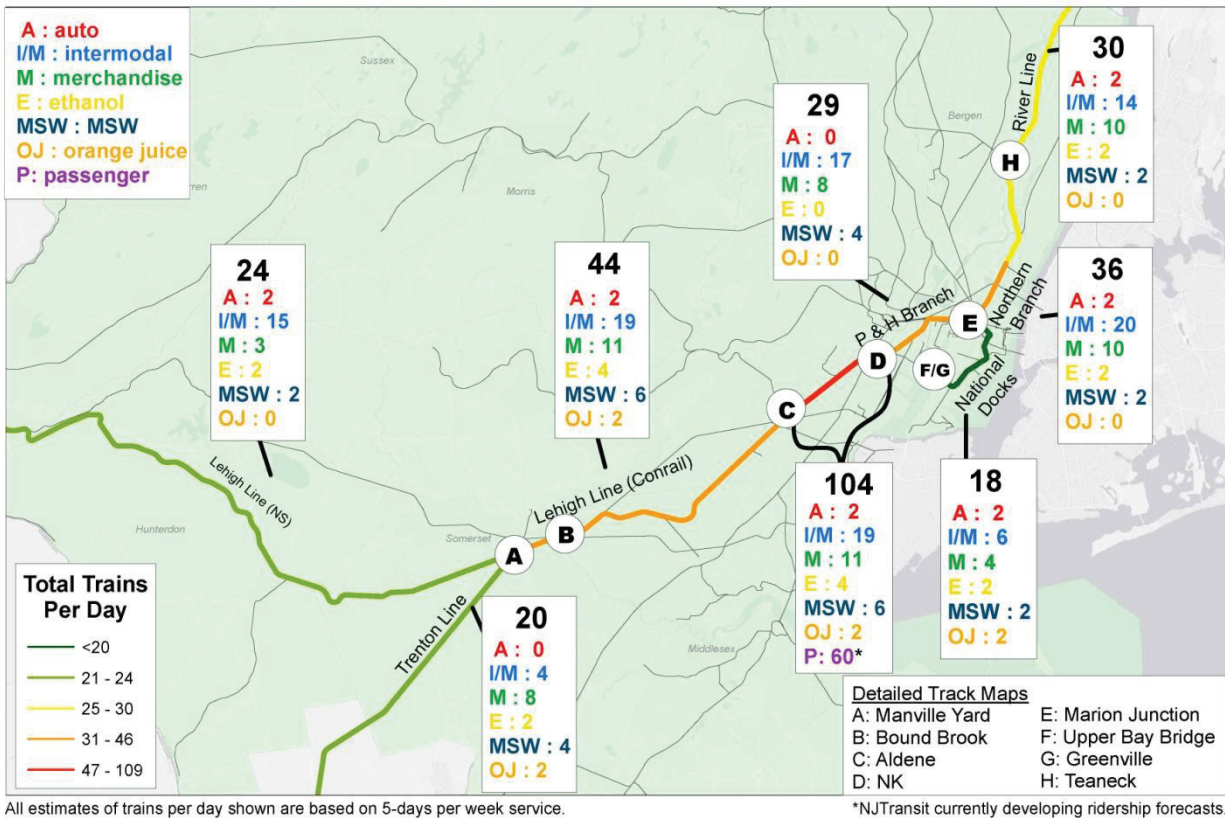 A : auto
I/M : intermodal
M : merchandise
E : ethanol
MSW : MSW
OJ : orange juice
P: passenger
Sussex
Morris
Bergen
Hunterdon
Somerset
Middlesex
24
A : 2
I/M : 15
M : 3
E : 2
MSW : 2
OJ : 0
44
A : 2
I/M : 19
M : 11
E : 4
MSW : 6
OJ : 2
29
A : 0
I/M : 17
M : 8
E : 0
MSW : 4
OJ : 0
30
A : 2
I/M : 14
M : 10
E : 2
MSW : 2
OJ : 0
36
A : 2
I/M : 20
M : 10
E : 2
MSW : 2
OJ : 0
20
A : 0
I/M : 4
M : 8
E : 2
MSW : 4
OJ : 2
104
A : 2
I/M : 19
M : 11
E : 4
MSW : 6
OJ : 2
P: 60*
18
A : 2
I/M : 6
M : 4
E : 2
MSW : 2
OJ : 2
River Line
H
P & H Branch
Northern
Branch
E
D
F/G
National
Docks
C
Lehigh Line (Conrail)
B
A
Lehigh Line (NS)
Trenton Line
Total Trains
Per Day
<20
21 - 24
25 - 30
31 - 46
47 - 109
Detailed Track Maps
A: Manville Yard
B: Bound Brook
C: Aldene
D: NK
E: Marion Junction
F: Upper Bay Bridge
G: Greenville
H: Teaneck
All estimates of trains per day shown are based on 5-days per week service.
*NJTransit currently developing ridership forecasts